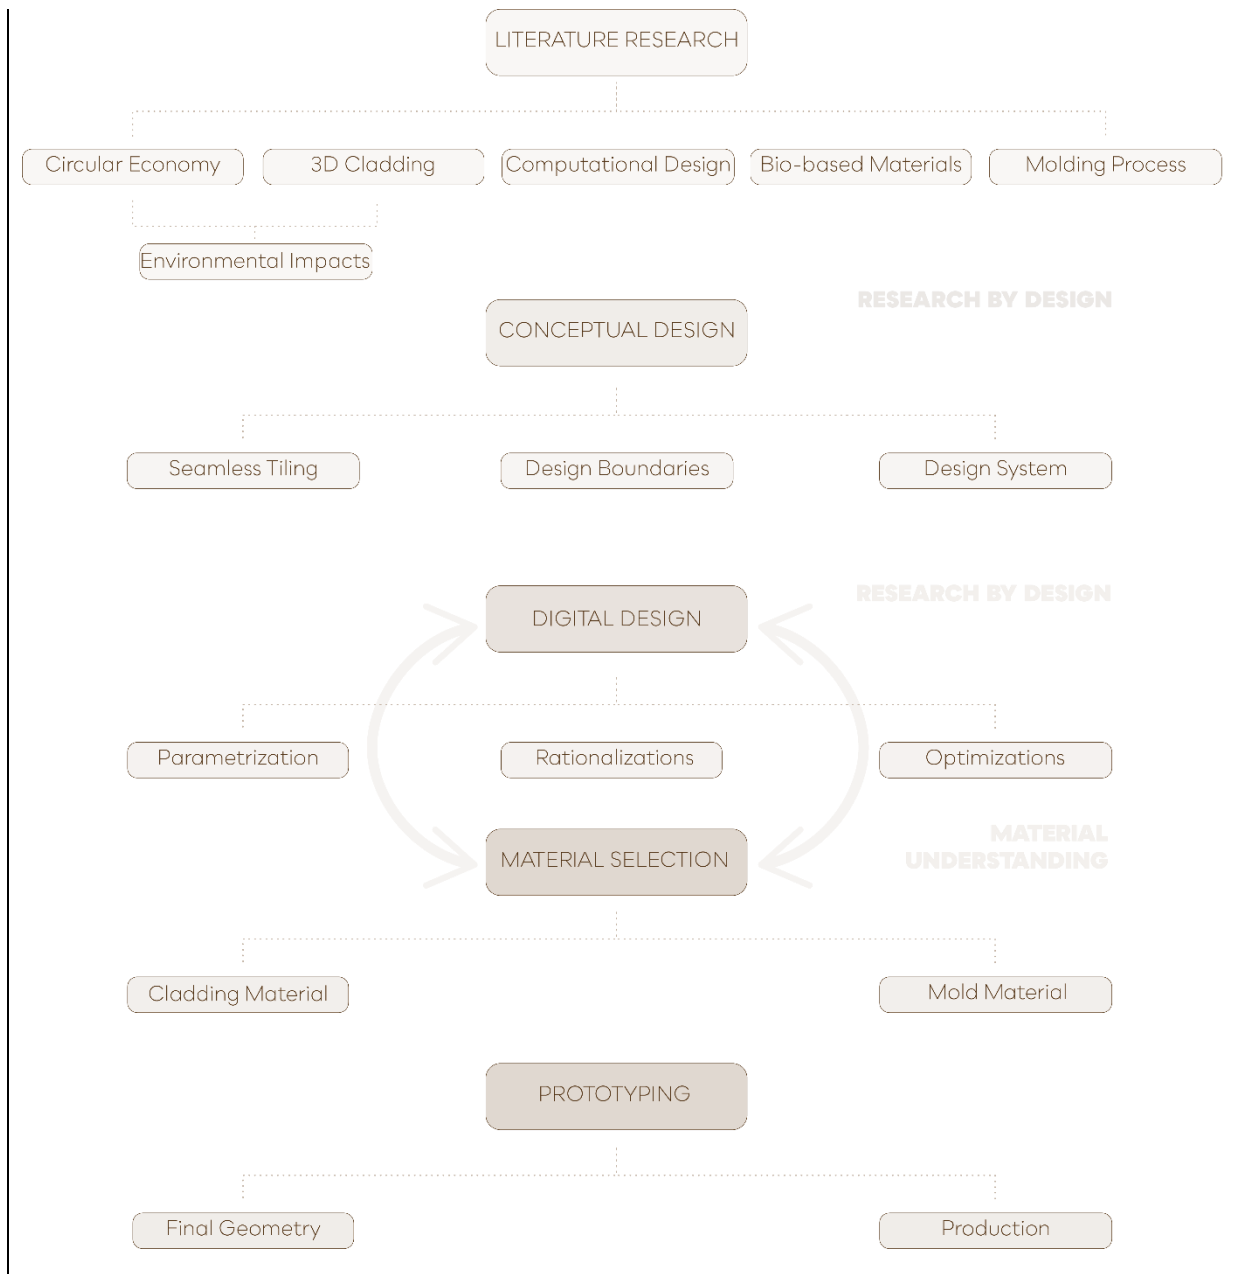 LITERATURE RESEARCH
Circular Economy
3D Cladding
Computational Design
Bio-based Materials
Molding Process
Environmental Impacts
RESEARCH BY DESIGN
CONCEPTUAL DESIGN
Seamless Tiling
Design Boundaries
Design System
RESEARCH BY DESIGN
DIGITAL DESIGN
Parametrization
Rationalizations
Optimizations
MATERIAL
UNDERSTANDING
MATERIAL SELECTION
Cladding Material
Mold Material
PROTOTYPING
Final Geometry
Production